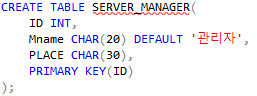 CREATE TABLE SERVER_MANAGER(
ID INT,
Mname CHAR(20) DEFAULT '관리자',
PLACE CHAR(30),
PRIMARY KEY(ID)
);